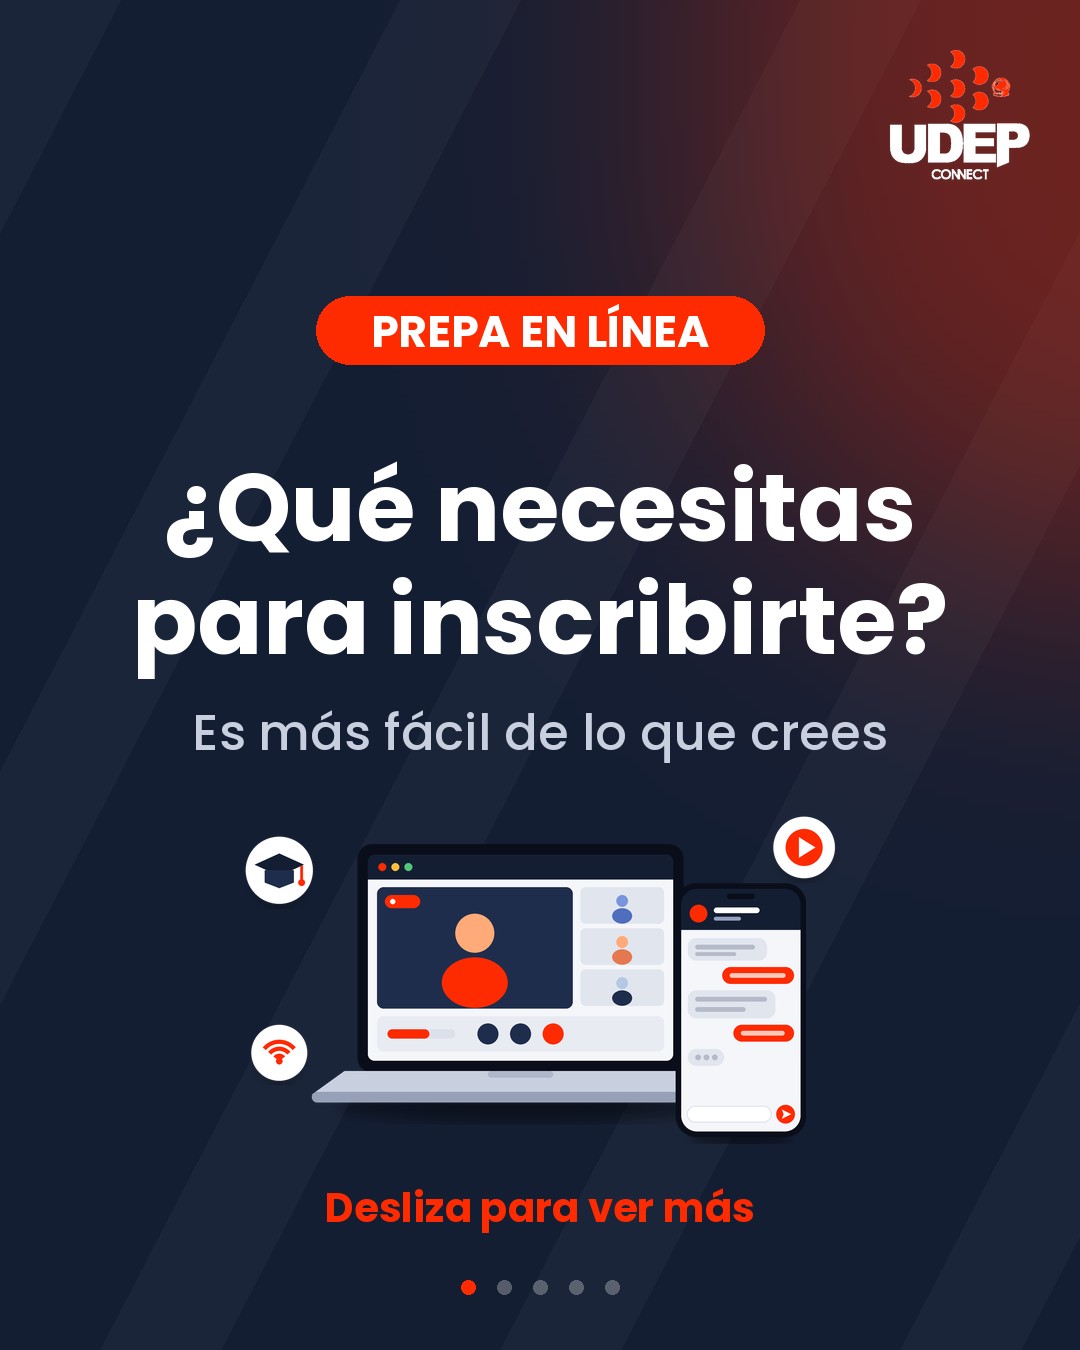 UDEP
CONNECT
PREPA EN LÍNEA
¿Qué necesitas
para inscribirte?
Es más fácil de lo que crees
Desliza para ver más